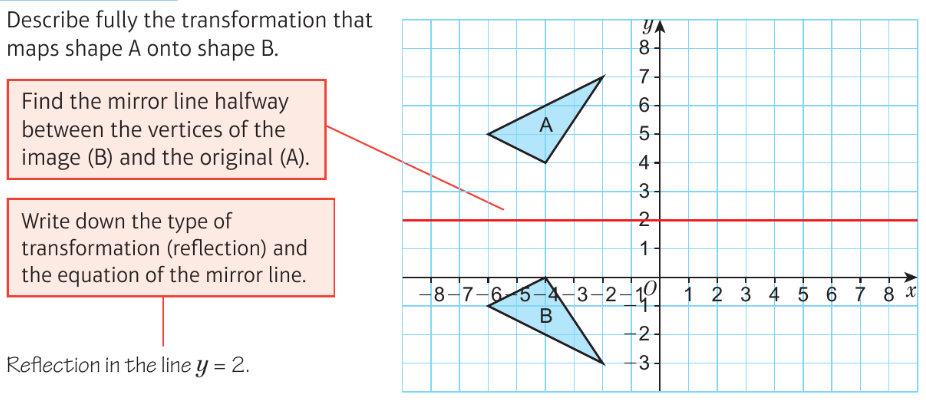 Describe fully the transformation that
maps shape A onto shape B.
Find the mirror line halfway
between the vertices of the
image (B) and the original (A).
Write down the type of
transformation (reflection) and
the equation of the mirror line.
Reflection in the line y = 2.
y
8
7
6
5
4
3
2
1
−8 −7 −6 −5 −4 −3 −2 −1 O 1 2 3 4 5 6 7 8 x
−1
−2
−3
A
B